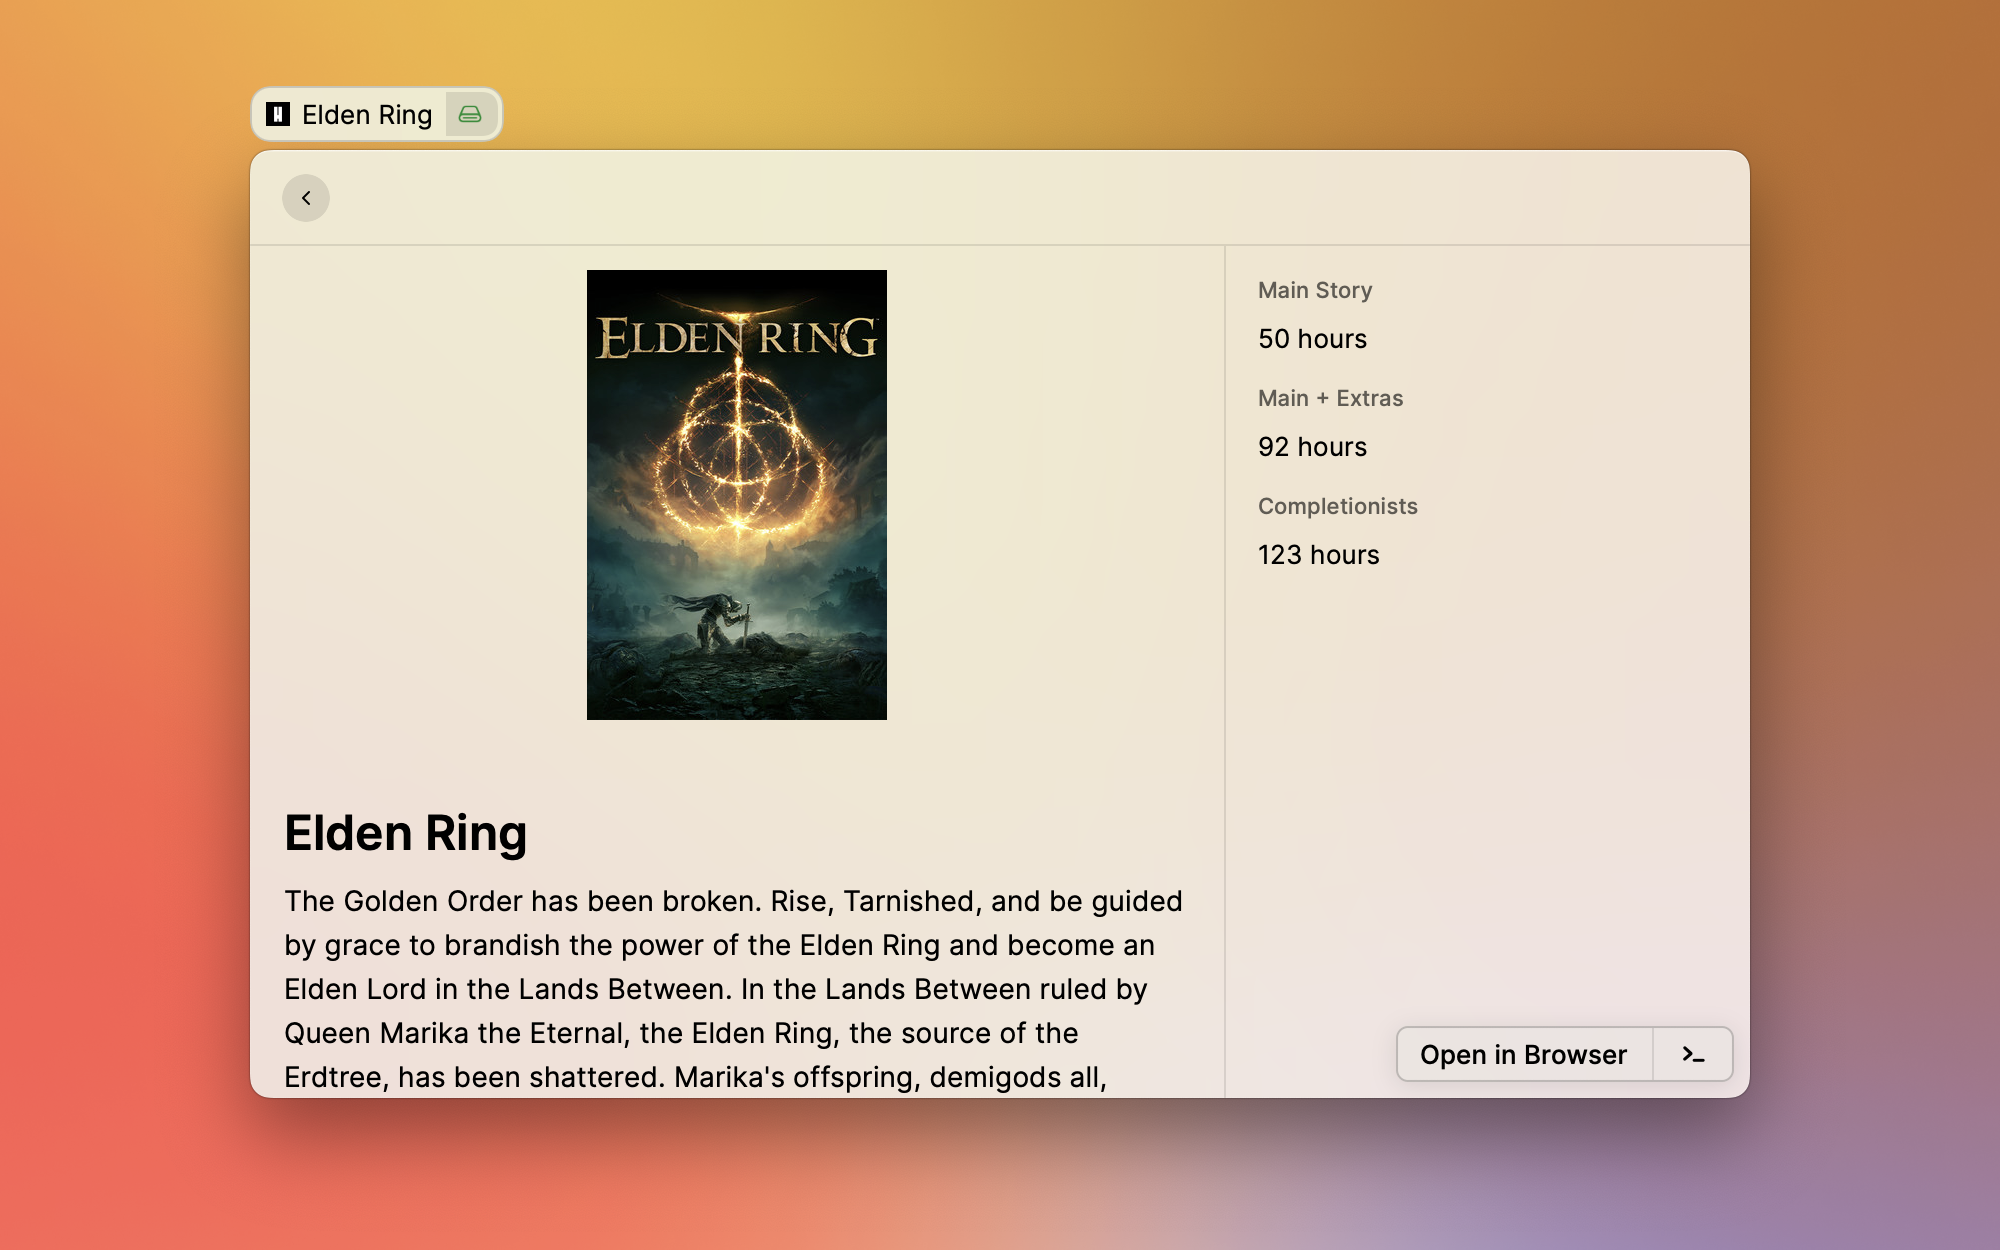 Elden Ring
ELDEN RING
Main Story
50 hours
Main + Extras
92 hours
Completionists
123 hours
Elden Ring
The Golden Order has been broken. Rise, Tarnished, and be guided
by grace to brandish the power of the Elden Ring and become an
Elden Lord in the Lands Between. In the Lands Between ruled by
Queen Marika the Eternal, the Elden Ring, the source of the
Erdtree, has been shattered. Marika's offspring, demigods all,
Open in Browser